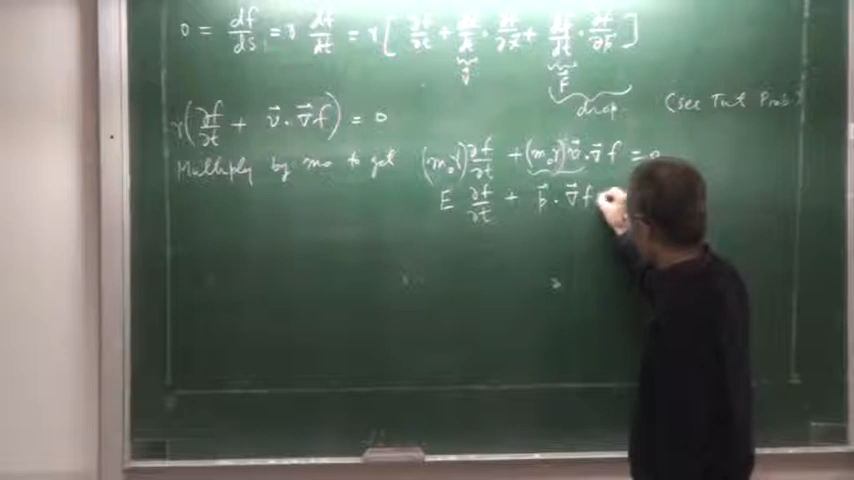 0 = df/ds = γ df/dt = γ [ ∂f/∂t + dx⃗/dt · ∂f/∂x⃗ + dp⃗/dt · ∂f/∂p⃗ ]
v⃗ F⃗
drop. (see Tut Prob)
γ(∂f/∂t + v⃗ · ∇⃗f) = 0
Multiply by m₀ to get (m₀γ) ∂f/∂t + (m₀γ) v⃗ · ∇⃗ f = 0
E ∂f/∂t + p⃗ · ∇⃗ f